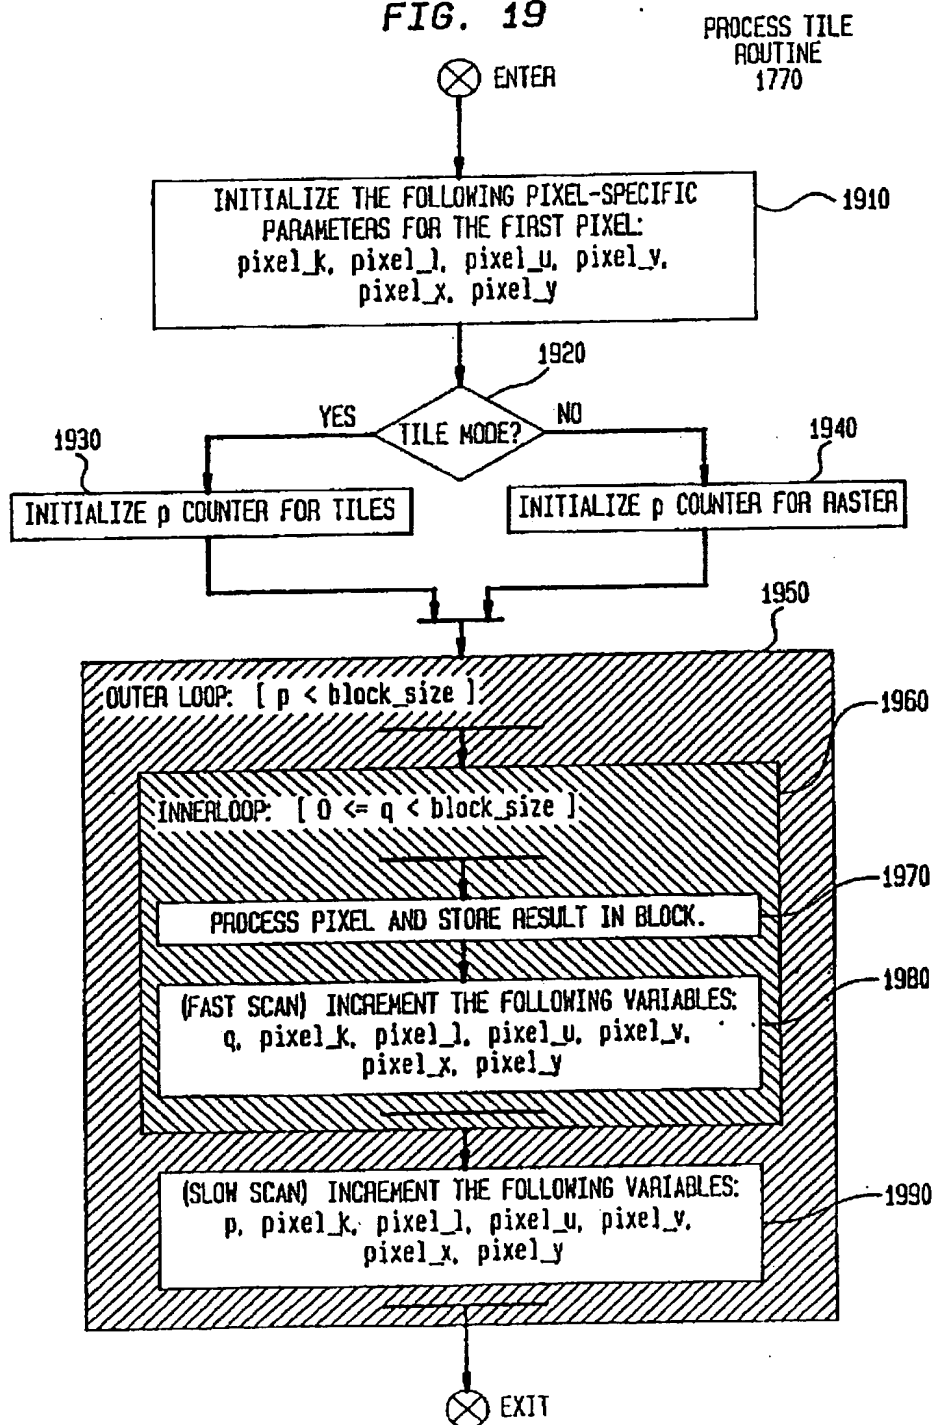 FIG. 19
PROCESS TILE
ROUTINE
1770
ENTER
INITIALIZE THE FOLLOWING PIXEL-SPECIFIC
PARAMETERS FOR THE FIRST PIXEL:
pixel_k, pixel_l, pixel_u, pixel_v,
pixel_x, pixel_y
1910
1920
TILE MODE?
YES
NO
1930
INITIALIZE p COUNTER FOR TILES
1940
INITIALIZE p COUNTER FOR RASTER
1950
OUTER LOOP: [ p < block_size ]
1960
INNERLOOP: [ 0 <= q < block_size ]
1970
PROCESS PIXEL AND STORE RESULT IN BLOCK.
1980
(FAST SCAN) INCREMENT THE FOLLOWING VARIABLES:
q, pixel_k, pixel_l, pixel_u, pixel_v,
pixel_x, pixel_y
(SLOW SCAN) INCREMENT THE FOLLOWING VARIABLES:
p, pixel_k, pixel_l, pixel_u, pixel_v,
pixel_x, pixel_y
1990
EXIT